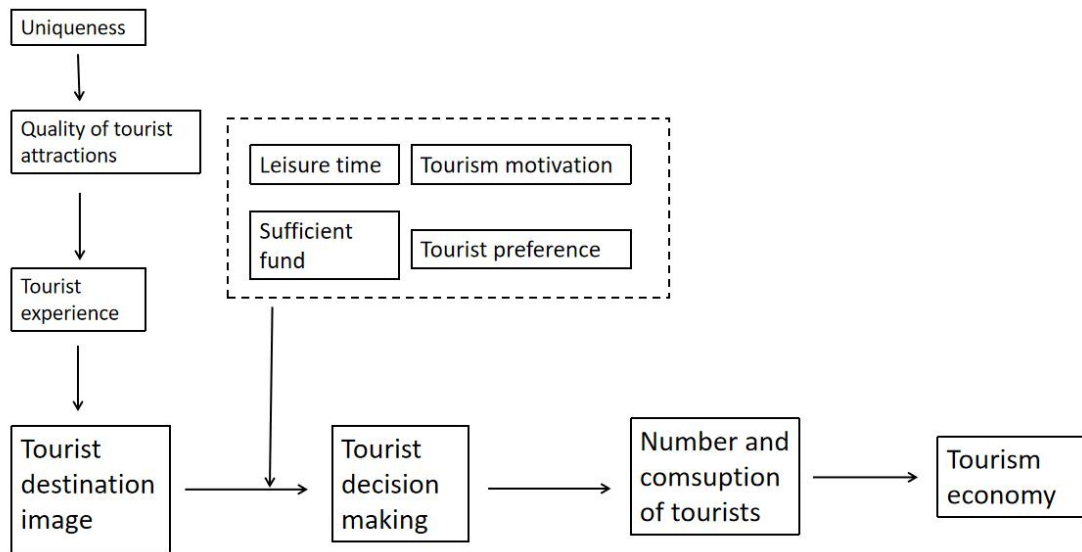 Uniqueness
Quality of tourist
attractions
Leisure time
Tourism motivation
Sufficient
fund
Tourist preference
Tourist
experience
Tourist
destination
image
Tourist
decision
making
Number and
comsuption
of tourists
Tourism
economy